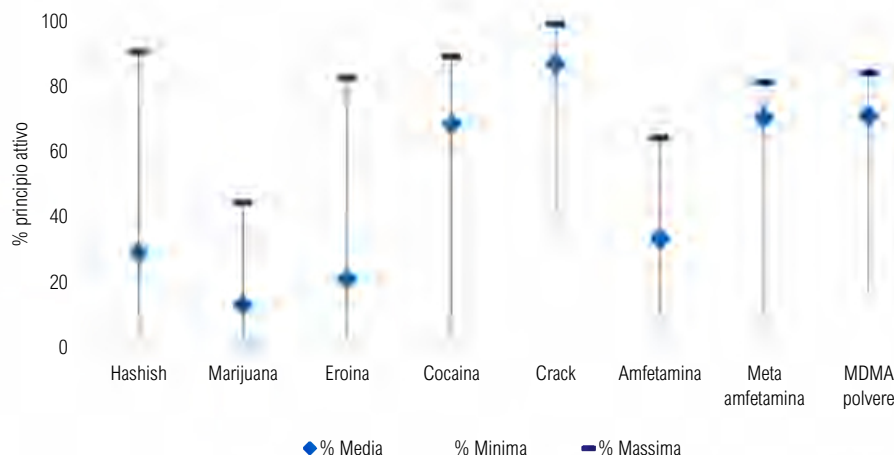 % principio attivo
100
80
60
40
20
0
Hashish
Marijuana
Eroina
Cocaina
Crack
Amfetamina
Meta
amfetamina
MDMA
polvere
% Media
% Minima
% Massima